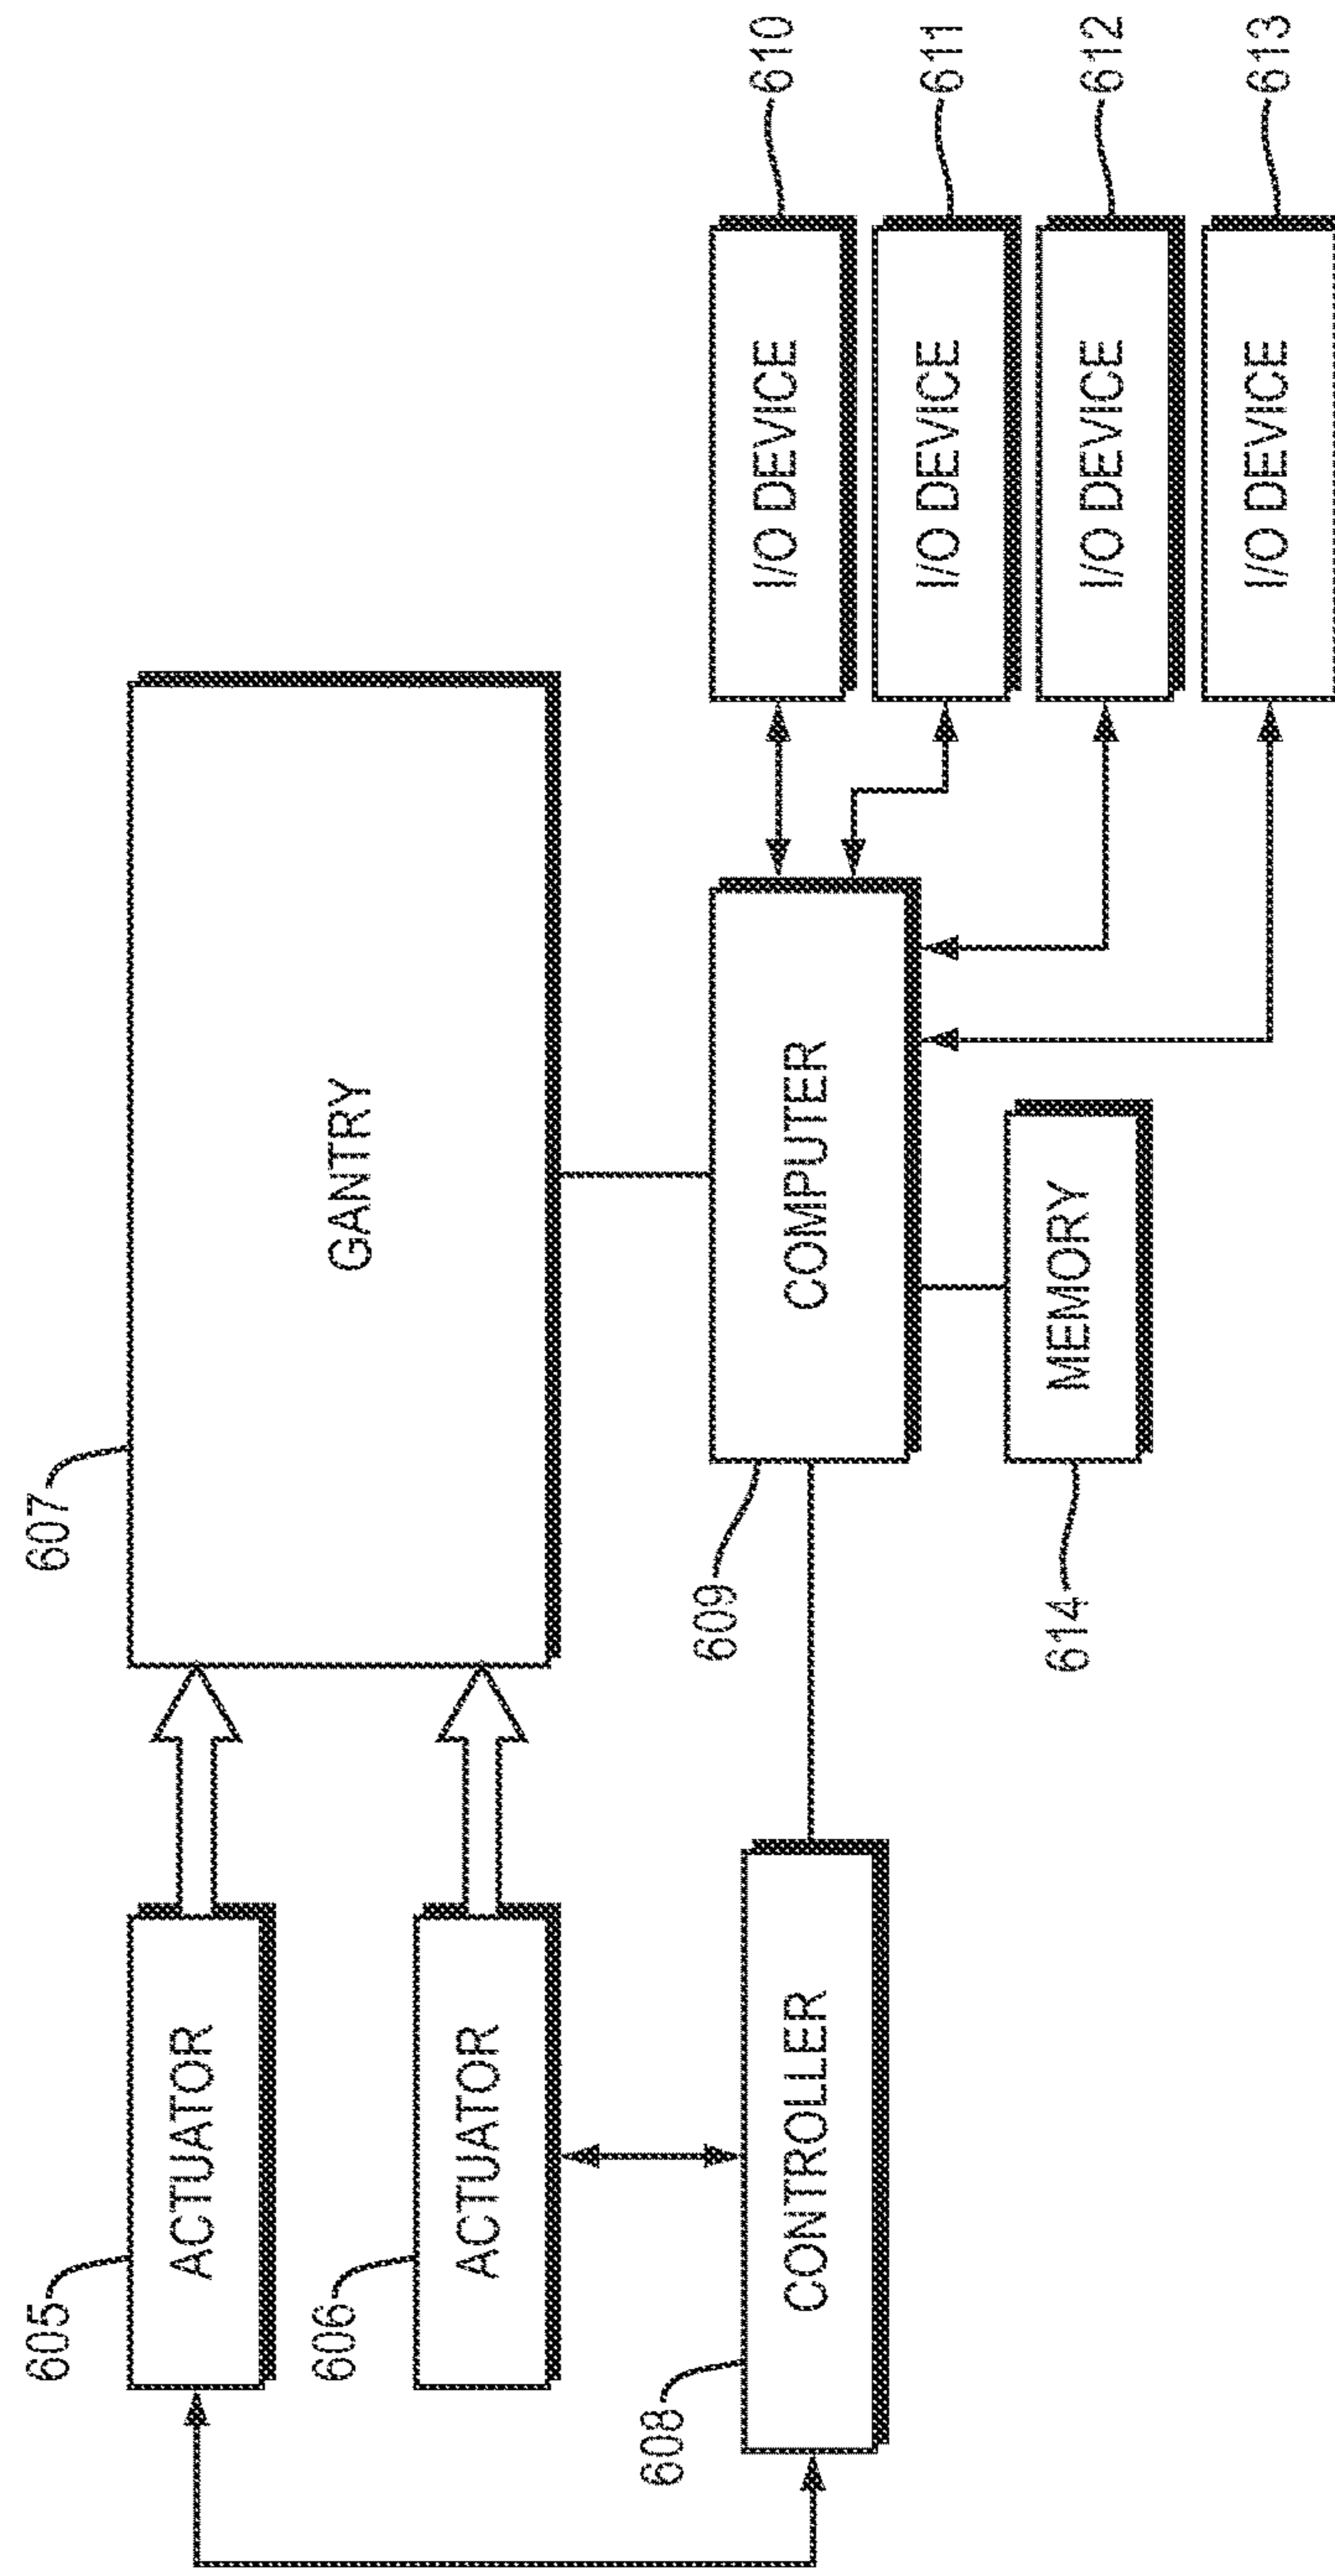 605
ACTUATOR
607
GANTRY
606
ACTUATOR
608
CONTROLLER
609
COMPUTER
610
I/O DEVICE
611
I/O DEVICE
614
MEMORY
612
I/O DEVICE
613
I/O DEVICE